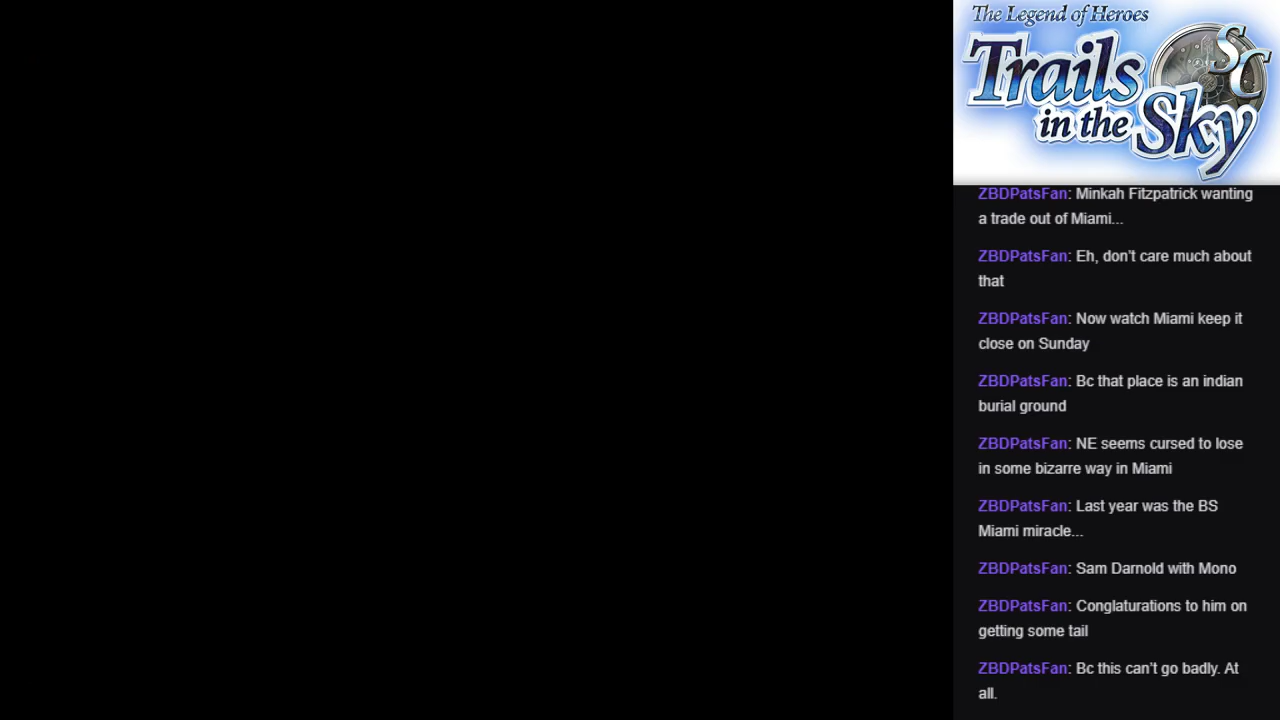 The Legend of Heroes
Trails
in the Sky
SC
ZBDPatsFan: Minkah Fitzpatrick wanting
a trade out of Miami...
ZBDPatsFan: Eh, don't care much about
that
ZBDPatsFan: Now watch Miami keep it
close on Sunday
ZBDPatsFan: Bc that place is an indian
burial ground
ZBDPatsFan: NE seems cursed to lose
in some bizarre way in Miami
ZBDPatsFan: Last year was the BS
Miami miracle...
ZBDPatsFan: Sam Darnold with Mono
ZBDPatsFan: Conglaturations to him on
getting some tail
ZBDPatsFan: Bc this can't go badly. At
all.